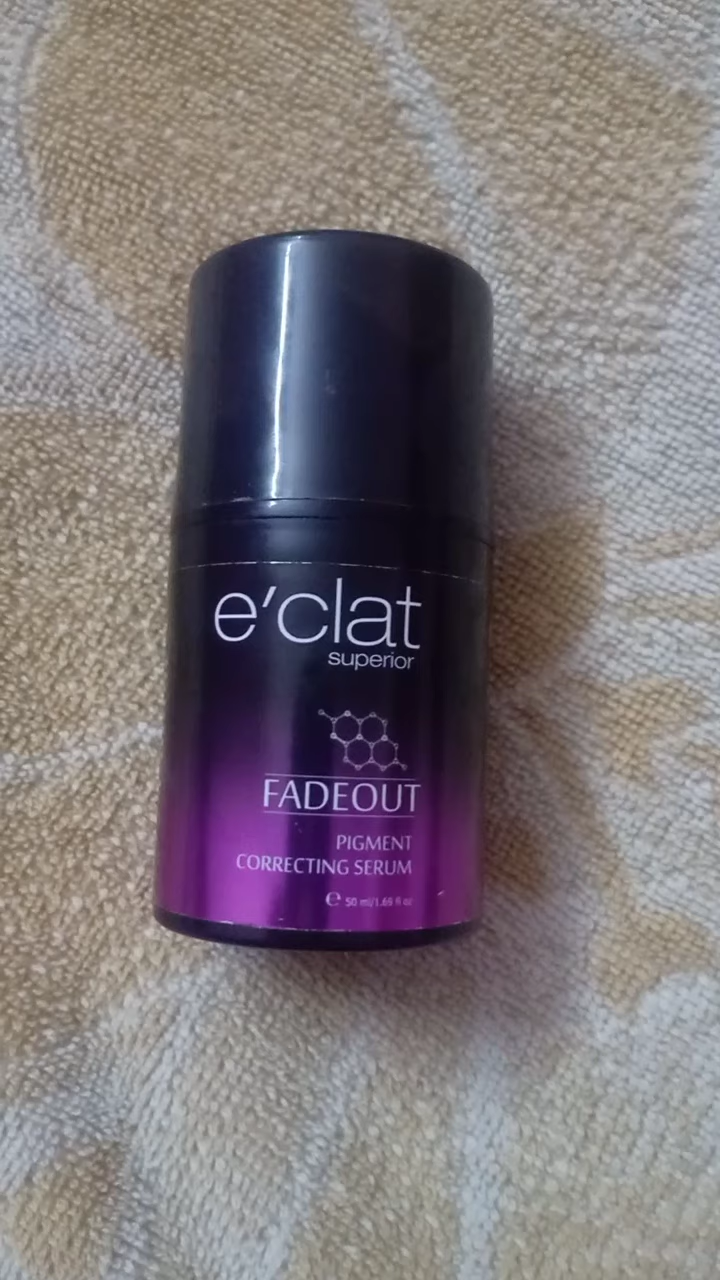 e'clat
superior
FADEOUT
PIGMENT
CORRECTING SERUM
℮ 50 ml/1.69 fl oz